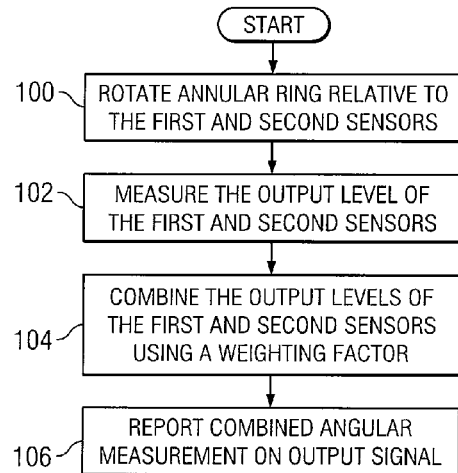 START
100
ROTATE ANNULAR RING RELATIVE TO
THE FIRST AND SECOND SENSORS
102
MEASURE THE OUTPUT LEVEL OF
THE FIRST AND SECOND SENSORS
104
COMBINE THE OUTPUT LEVELS OF
THE FIRST AND SECOND SENSORS
USING A WEIGHTING FACTOR
106
REPORT COMBINED ANGULAR
MEASUREMENT ON OUTPUT SIGNAL